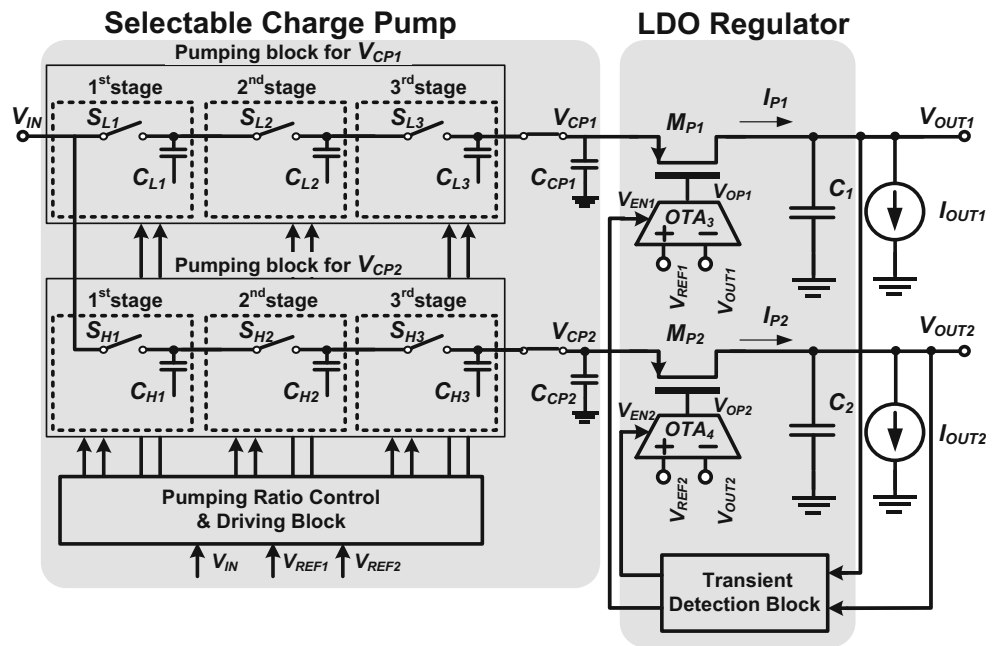 Selectable Charge Pump
LDO Regulator
Pumping block for VCP1
1st stage
2nd stage
3rd stage
VIN
SL1
SL2
SL3
CL1
CL2
CL3
VCP1
CCP1
MP1
IP1
VOUT1
VEN1
VOP1
OTA3
+ −
VREF1
VOUT1
C1
IOUT1
Pumping block for VCP2
1st stage
2nd stage
3rd stage
SH1
SH2
SH3
CH1
CH2
CH3
VCP2
CCP2
MP2
IP2
VOUT2
VEN2
VOP2
OTA4
+ −
VREF2
VOUT2
C2
IOUT2
Pumping Ratio Control
& Driving Block
VIN
VREF1
VREF2
Transient
Detection Block